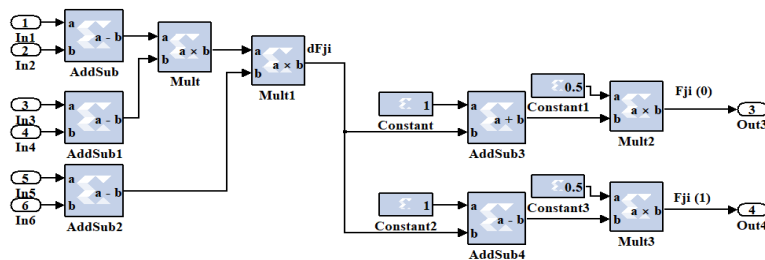 1
In1
2
In2
a
b
a - b
AddSub
a
b
a × b
Mult
a
b
a × b
Mult1
dFji
3
In3
4
In4
a
b
a - b
AddSub1
5
In5
6
In6
a
b
a - b
AddSub2
1
Constant
a
b
a + b
AddSub3
0.5
Constant1
a
b
a × b
Mult2
Fji (0)
3
Out3
1
Constant2
a
b
a - b
AddSub4
0.5
Constant3
a
b
a × b
Mult3
Fji (1)
4
Out4